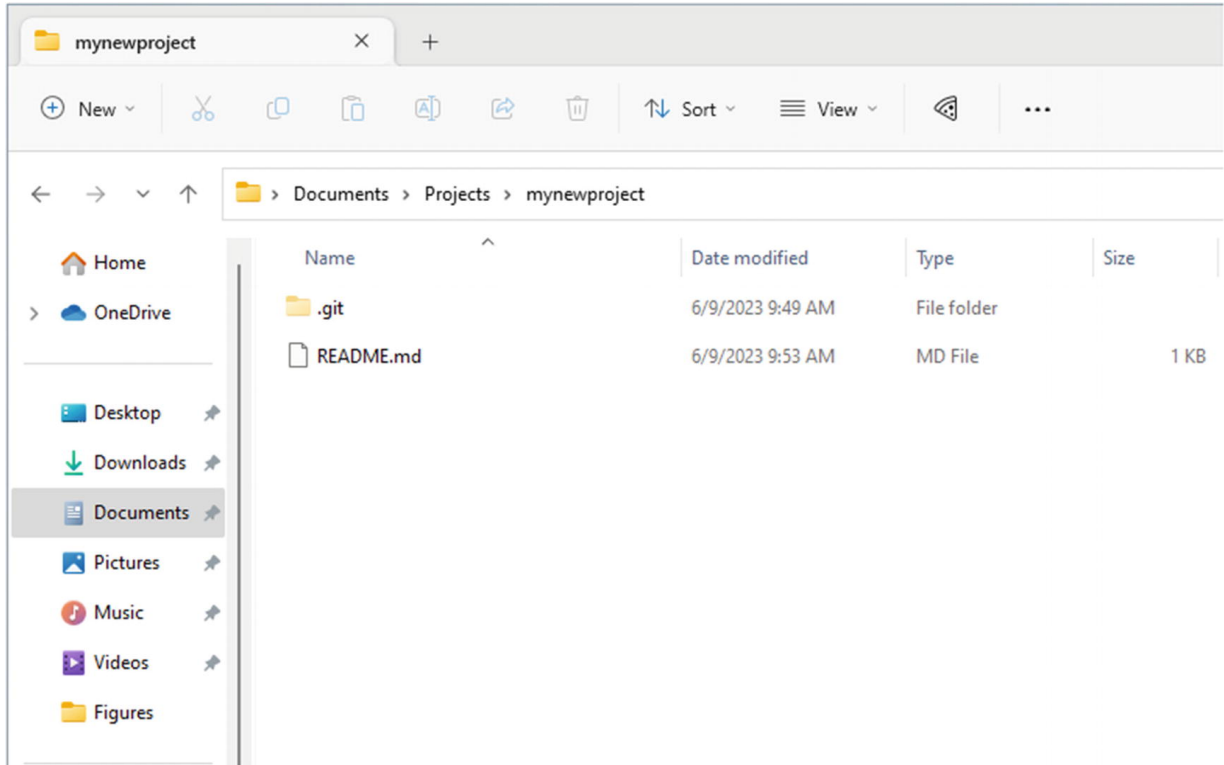 mynewproject
New Sort View
Documents > Projects > mynewproject
Name Date modified Type Size
Home
.git 6/9/2023 9:49 AM File folder
OneDrive
README.md 6/9/2023 9:53 AM MD File 1 KB
Desktop
Downloads
Documents
Pictures
Music
Videos
Figures